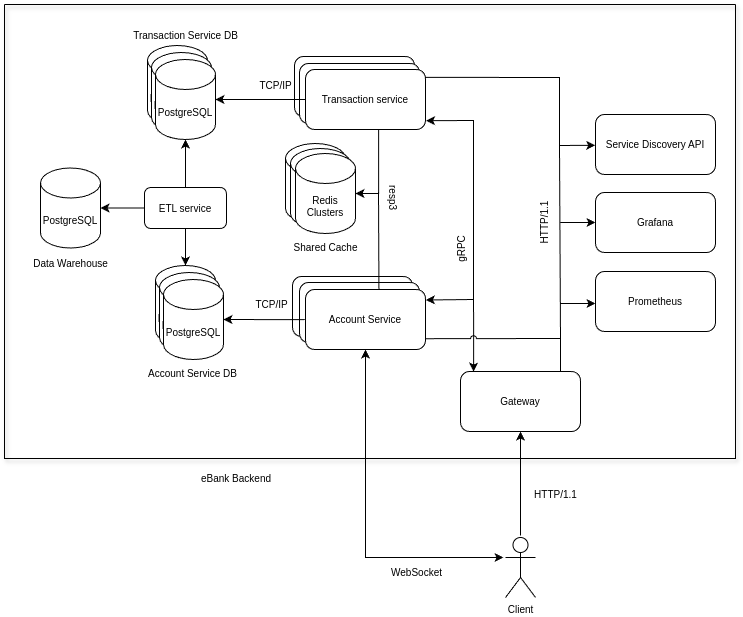 Transaction Service DB
TCP/IP
Transaction service
PostgreSQL
Service Discovery API
Redis
Clusters
resp3
ETL service
PostgreSQL
HTTP/1.1
Grafana
gRPC
Shared Cache
Data Warehouse
TCP/IP
Account Service
PostgreSQL
Prometheus
Account Service DB
Gateway
eBank Backend
HTTP/1.1
WebSocket
Client